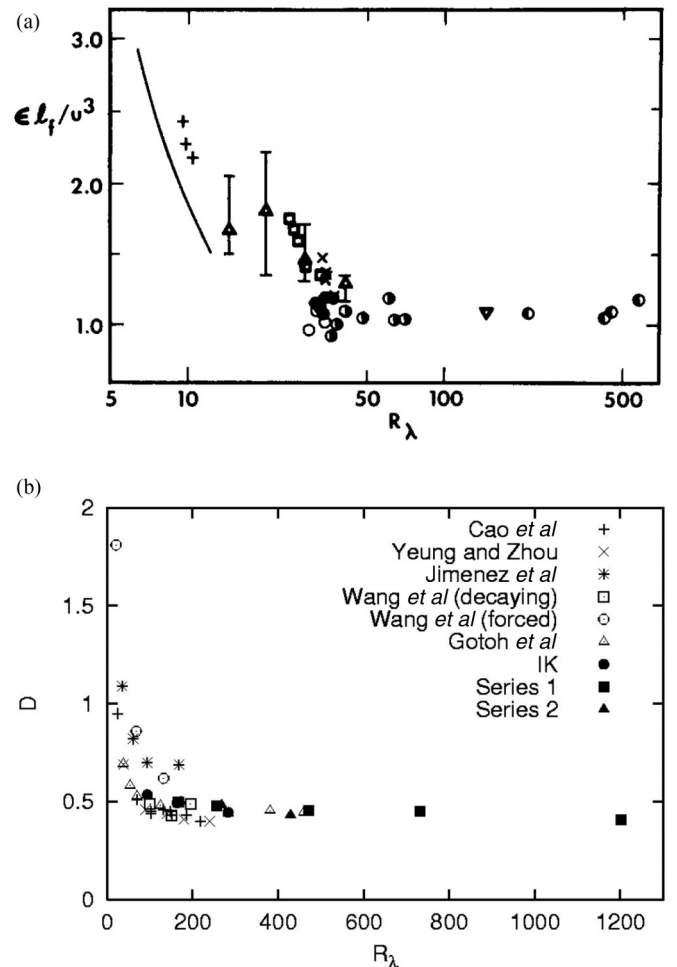 (a)
3.0
ϵ ℓf/υ³
2.0
1.0
5 10 50 100 500
Rλ
(b)
2
Cao et al
Yeung and Zhou
Jimenez et al
1.5
Wang et al (decaying)
Wang et al (forced)
Gotoh et al
IK
Series 1
D
1
Series 2
0.5
0
0 200 400 600 800 1000 1200
Rλ